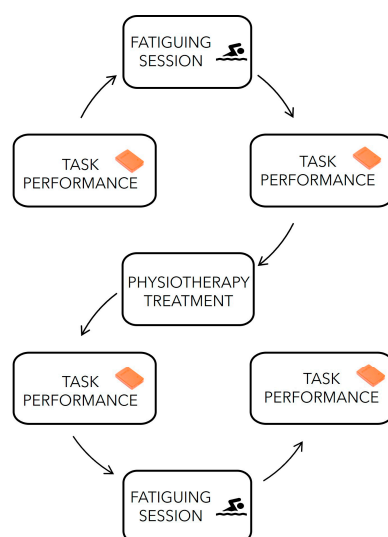 FATIGUING
SESSION
TASK
PERFORMANCE
TASK
PERFORMANCE
PHYSIOTHERAPY
TREATMENT
TASK
PERFORMANCE
TASK
PERFORMANCE
FATIGUING
SESSION